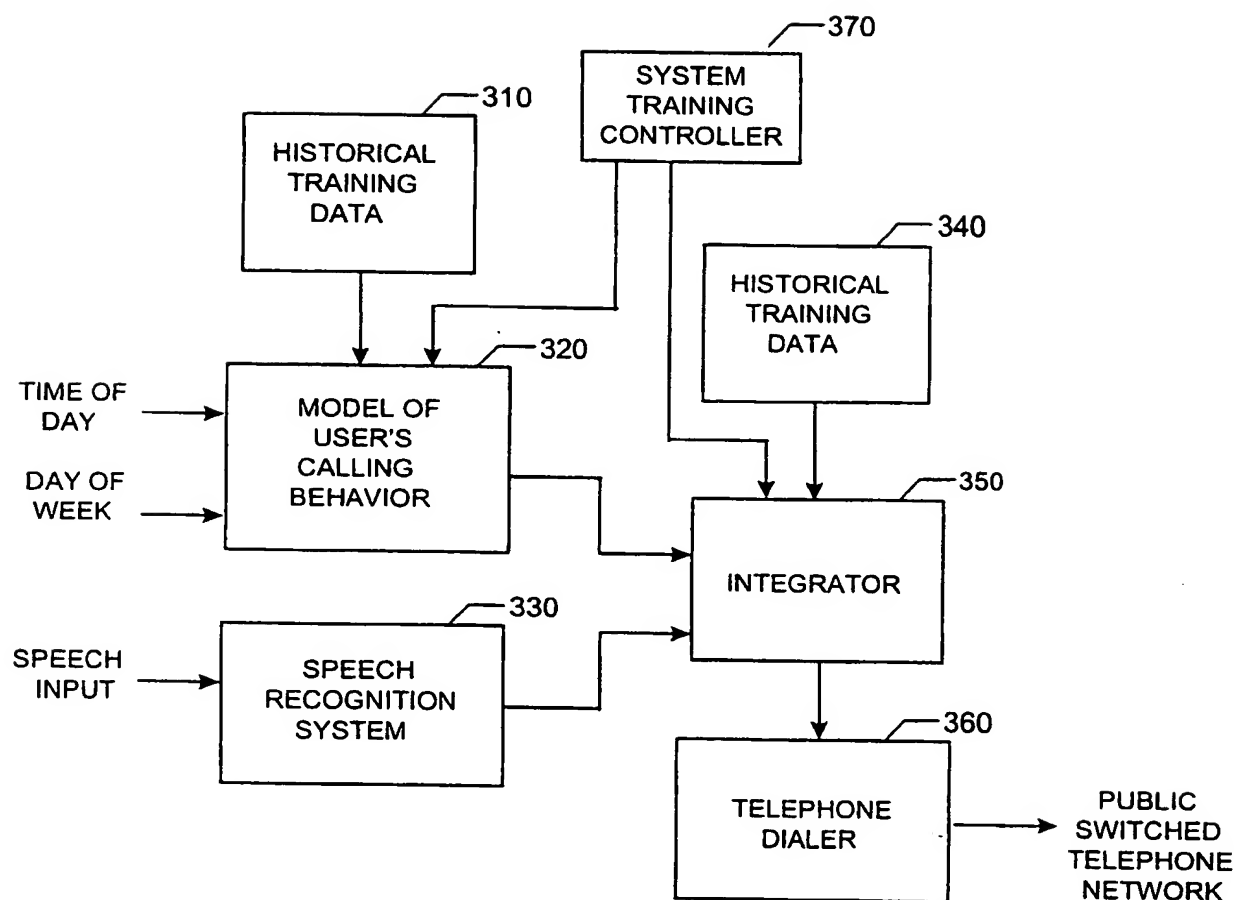 370
SYSTEM
TRAINING
CONTROLLER
310
HISTORICAL
TRAINING
DATA
340
HISTORICAL
TRAINING
DATA
320
TIME OF
DAY
DAY OF
WEEK
MODEL OF
USER'S
CALLING
BEHAVIOR
350
INTEGRATOR
330
SPEECH
INPUT
SPEECH
RECOGNITION
SYSTEM
360
TELEPHONE
DIALER
PUBLIC
SWITCHED
TELEPHONE
NETWORK